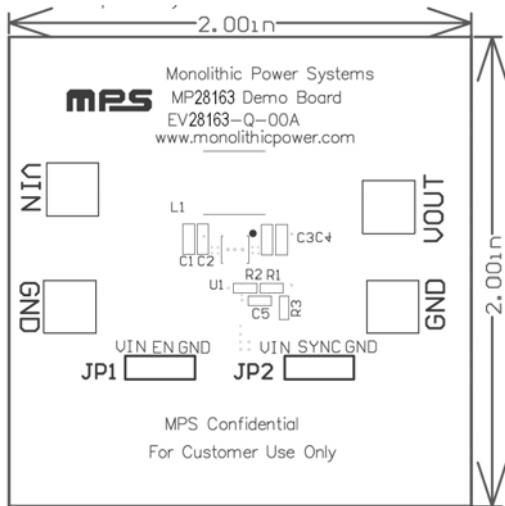 2.00in
Monolithic Power Systems
MPS
MP28163 Demo Board
EV28163-Q-00A
www.monolithicpower.com
VIN
VOUT
L1
C3C4
C1 C2
R2 R1
U1
C5
R3
GND
GND
2.00in
VIN EN GND
VIN SYNC GND
JP1
JP2
MPS Confidential
For Customer Use Only